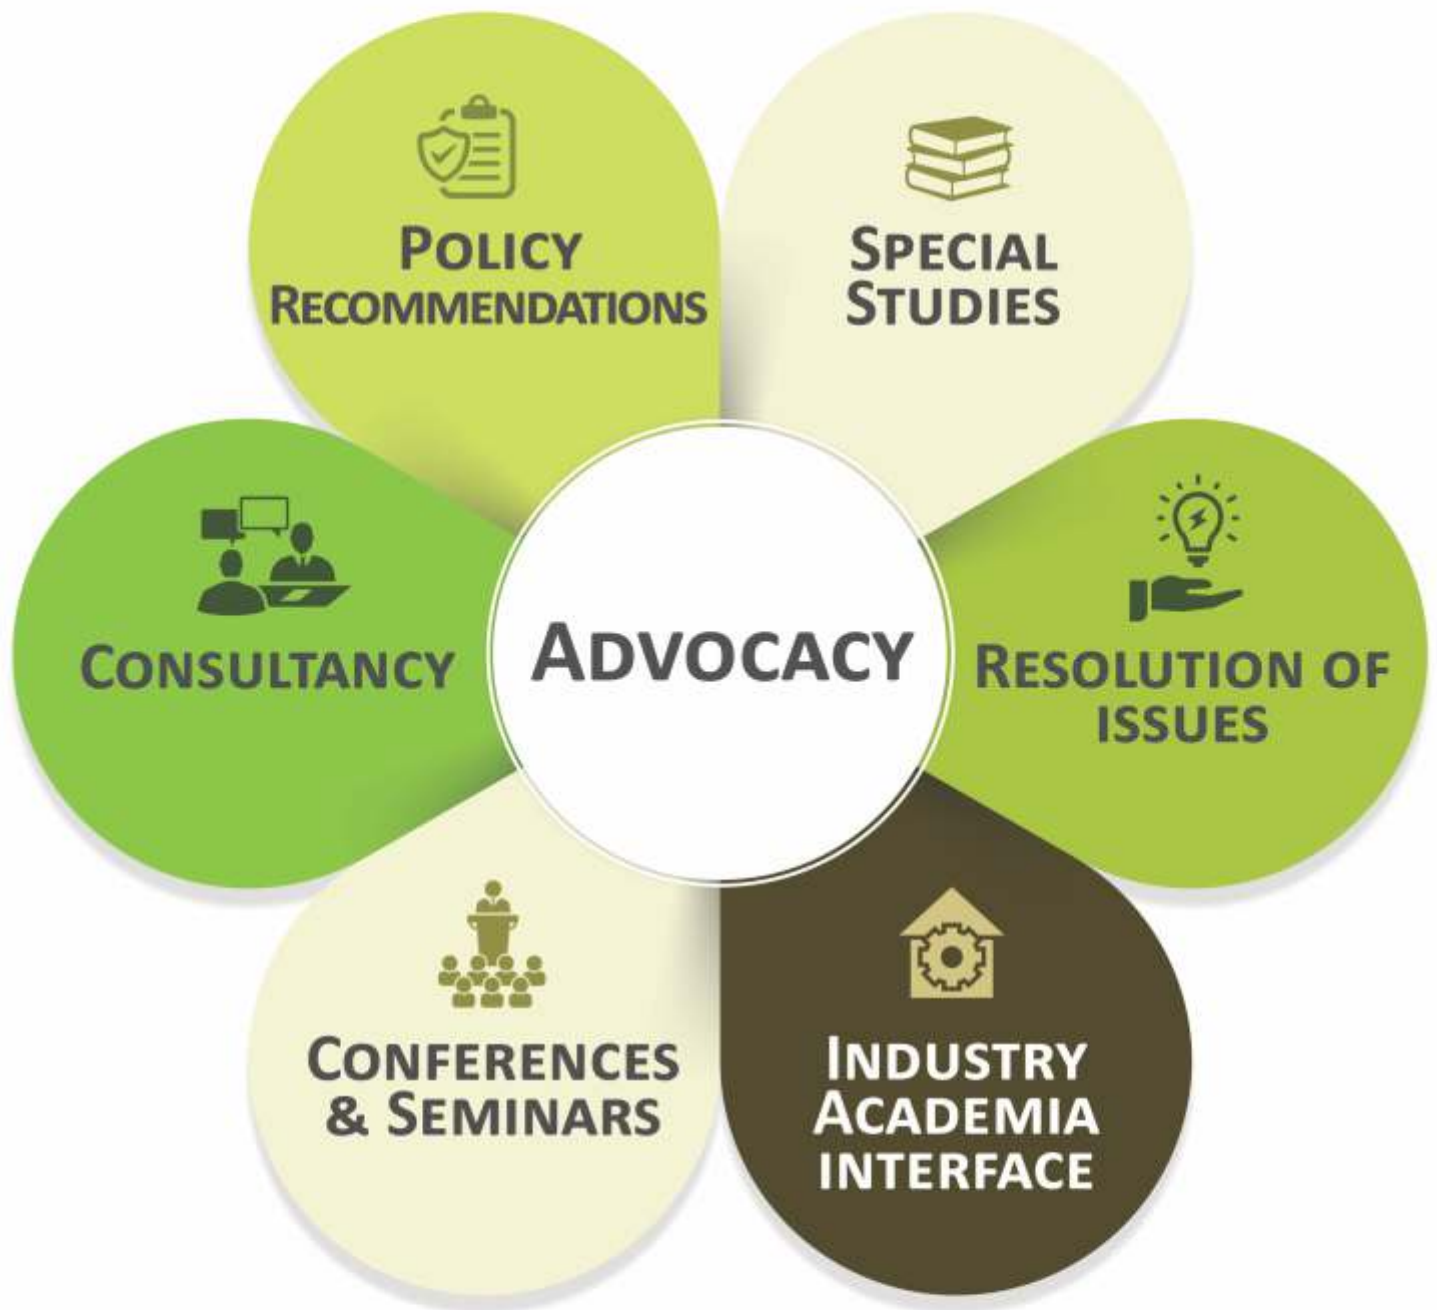 POLICY
RECOMMENDATIONS
SPECIAL
STUDIES
CONSULTANCY
ADVOCACY
RESOLUTION OF
ISSUES
CONFERENCES
& SEMINARS
INDUSTRY
ACADEMIA
INTERFACE